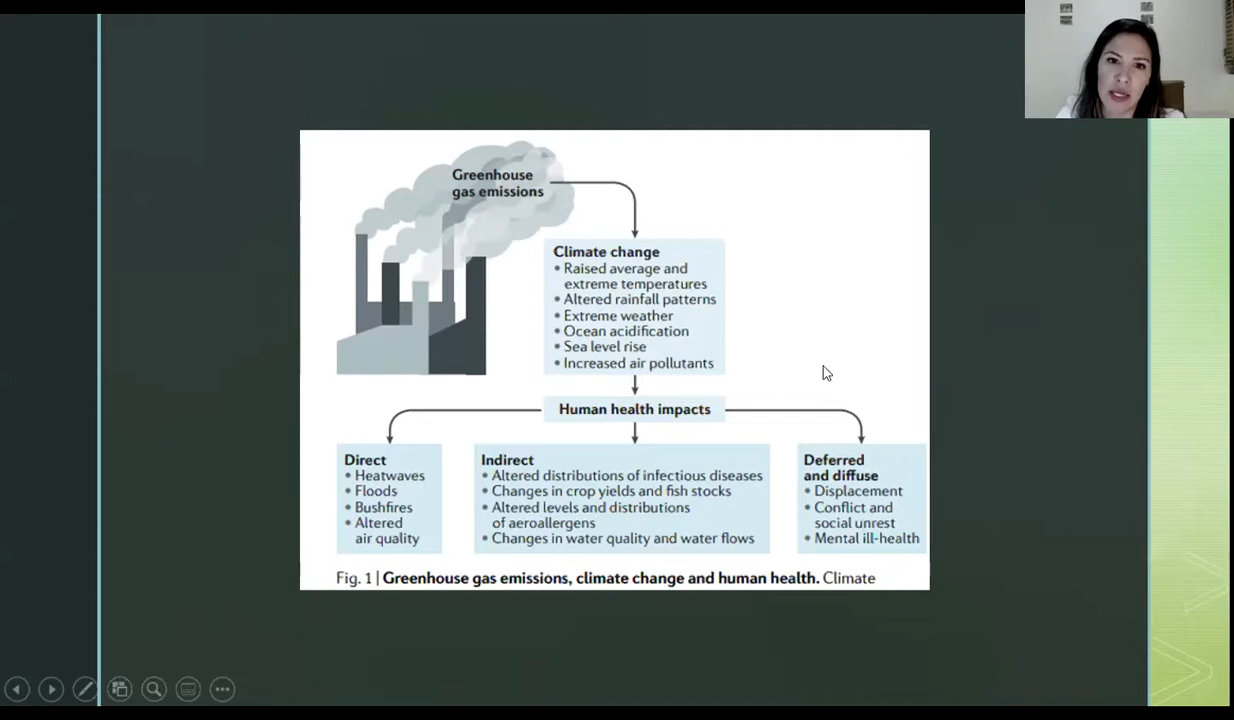 Greenhouse
gas emissions
Climate change
• Raised average and
extreme temperatures
• Altered rainfall patterns
• Extreme weather
• Ocean acidification
• Sea level rise
• Increased air pollutants
Human health impacts
Direct
• Heatwaves
• Floods
• Bushfires
• Altered
air quality
Indirect
• Altered distributions of infectious diseases
• Changes in crop yields and fish stocks
• Altered levels and distributions
of aeroallergens
• Changes in water quality and water flows
Deferred
and diffuse
• Displacement
• Conflict and
social unrest
• Mental ill-health
Fig. 1 | Greenhouse gas emissions, climate change and human health. Climate